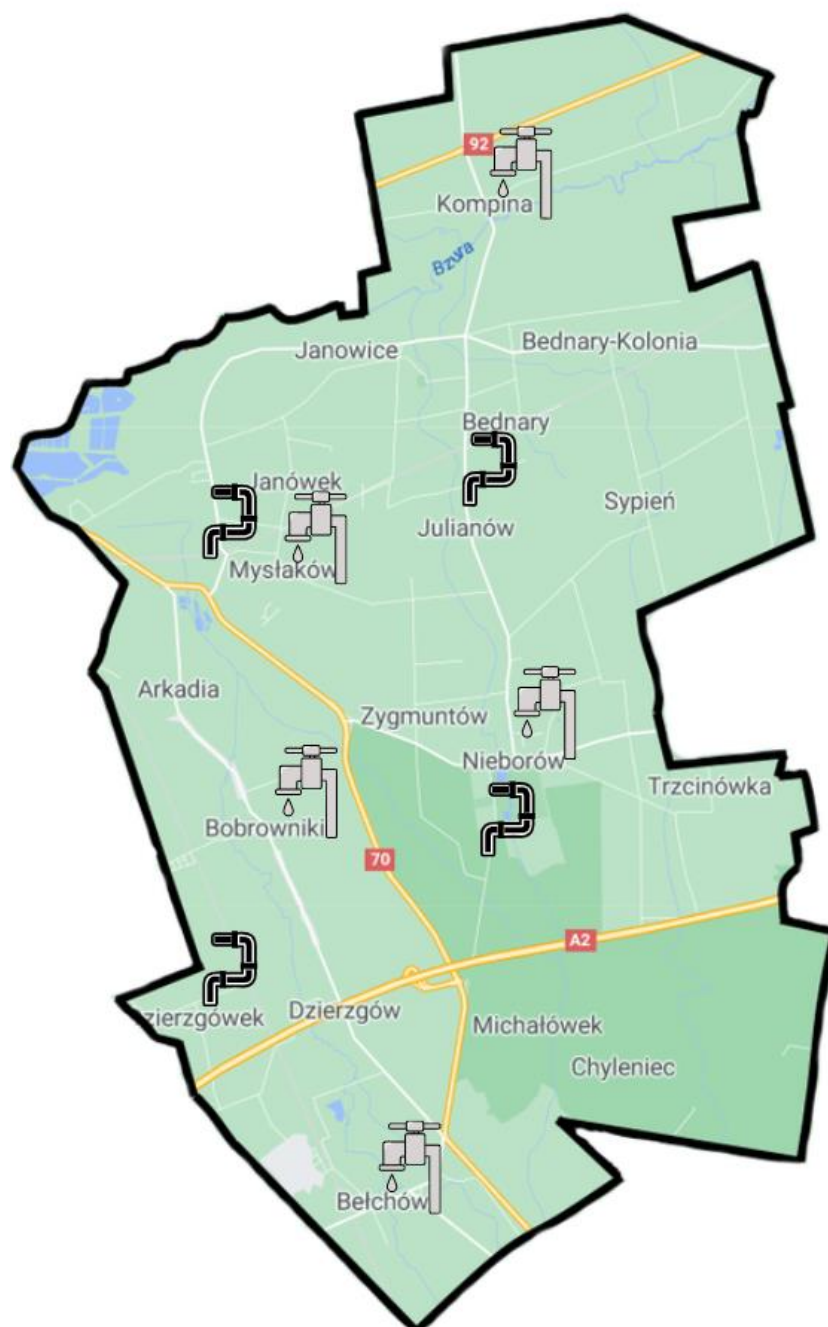 92
Kompina
Bzura
Janowice
Bednary-Kolonia
Bednary
Janówek
Sypień
Julianów
Mysłaków
Arkadia
Zygmuntów
Nieborów
Trzcinówka
Bobrowniki
70
A2
Dzierzgów
zierzgówek
Michałówek
Chyleniec
Bełchów